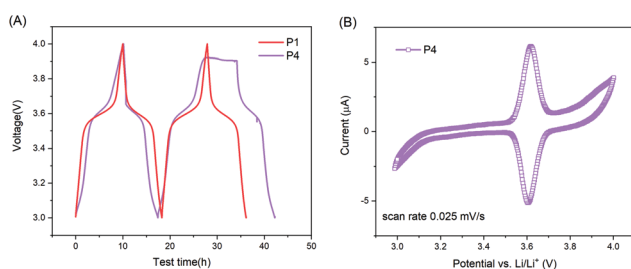 (A)
P1
P4
Voltage(V)
4.0
3.8
3.6
3.4
3.2
3.0
0
10
20
30
40
50
Test time(h)
(B)
P4
Current (µA)
5
0
-5
scan rate 0.025 mV/s
3.0
3.2
3.4
3.6
3.8
4.0
Potential vs. Li/Li⁺ (V)